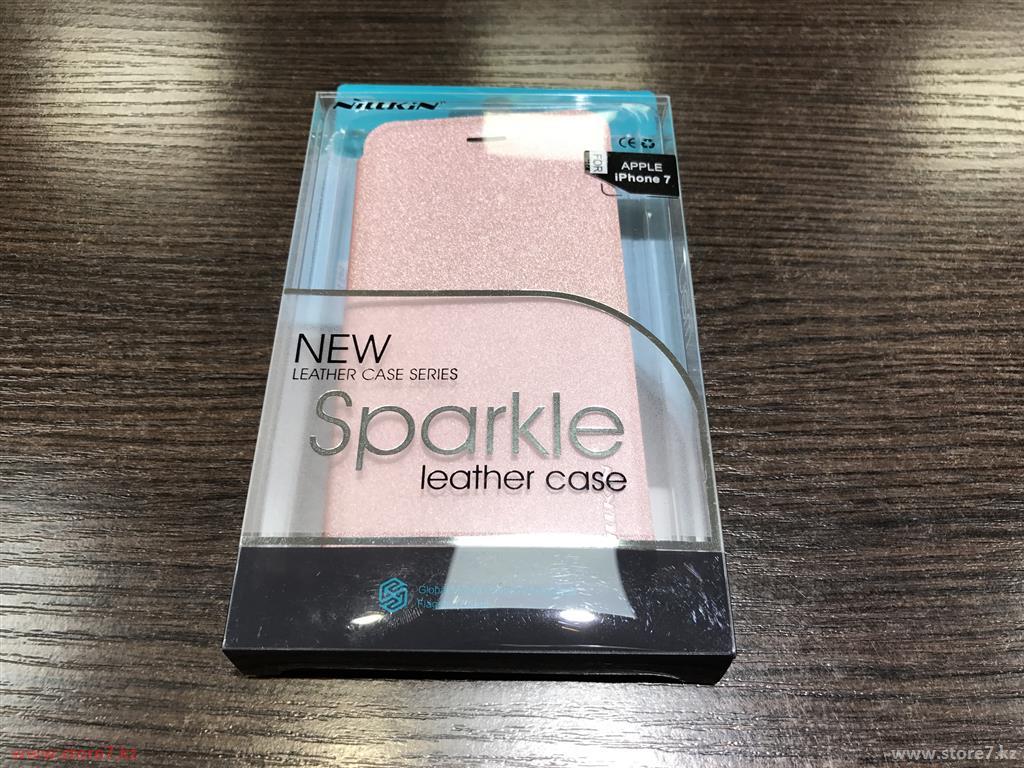 NILLKIN
CE
FOR
APPLE
iPhone 7
NEW
LEATHER CASE SERIES
Sparkle
leather case
www.store7.kz
www.store7.kz